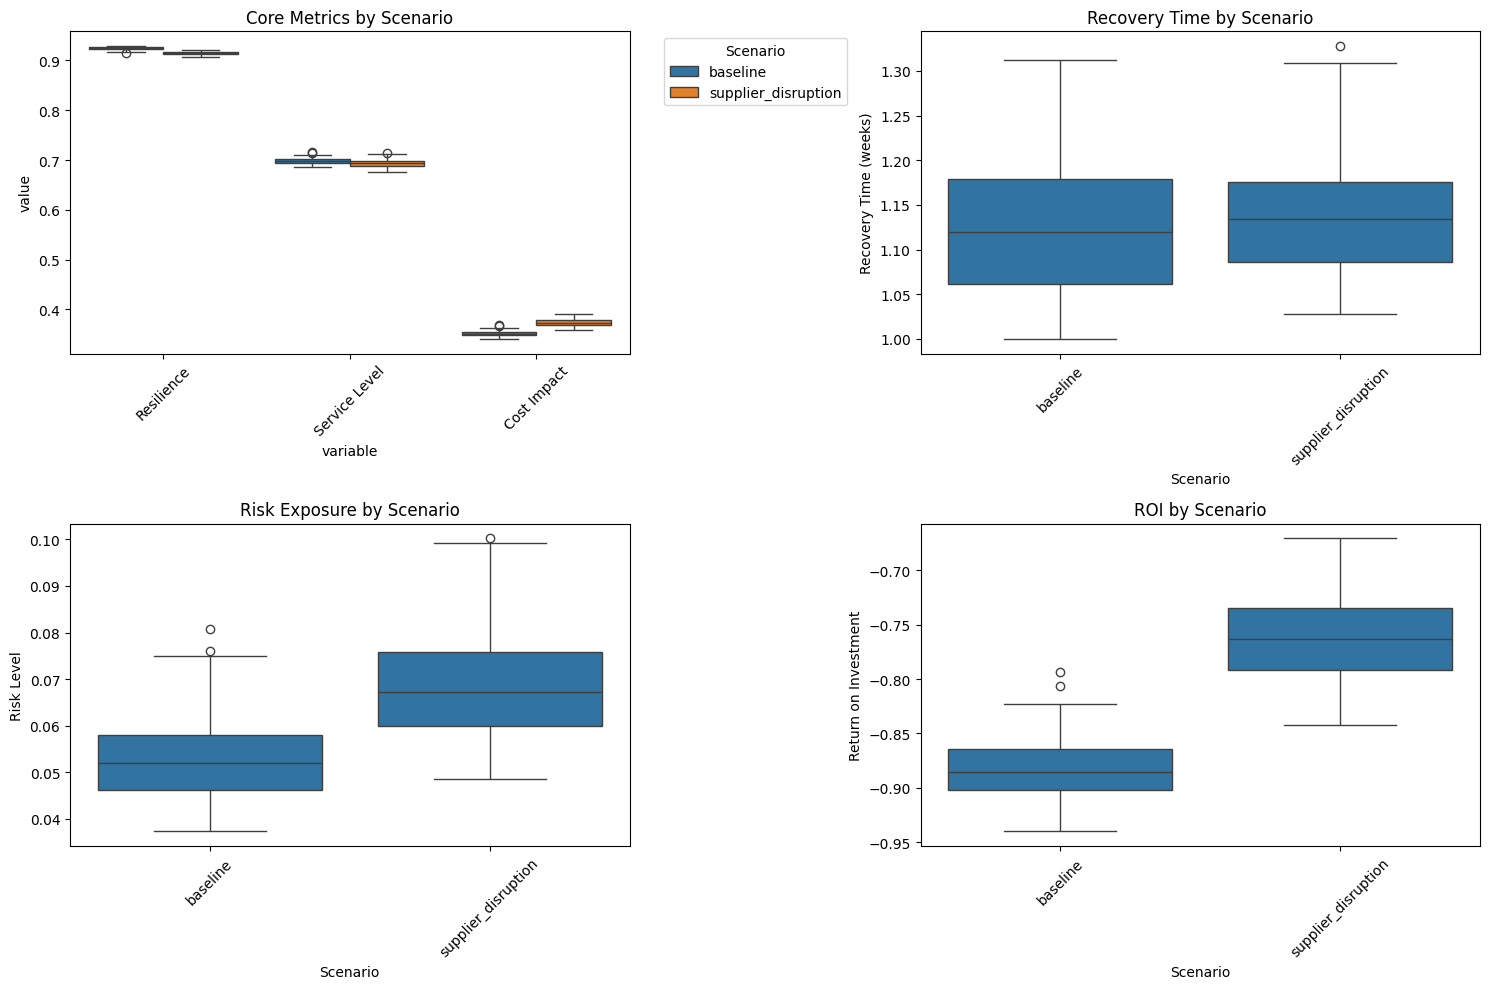 Core Metrics by Scenario
value
0.9
0.8
0.7
0.6
0.5
0.4
Resilience
Service Level
Cost Impact
variable
Scenario
baseline
supplier_disruption
Recovery Time by Scenario
Recovery Time (weeks)
1.30
1.25
1.20
1.15
1.10
1.05
1.00
baseline
supplier_disruption
Scenario
Risk Exposure by Scenario
Risk Level
0.10
0.09
0.08
0.07
0.06
0.05
0.04
baseline
supplier_disruption
Scenario
ROI by Scenario
Return on Investment
−0.70
−0.75
−0.80
−0.85
−0.90
−0.95
baseline
supplier_disruption
Scenario